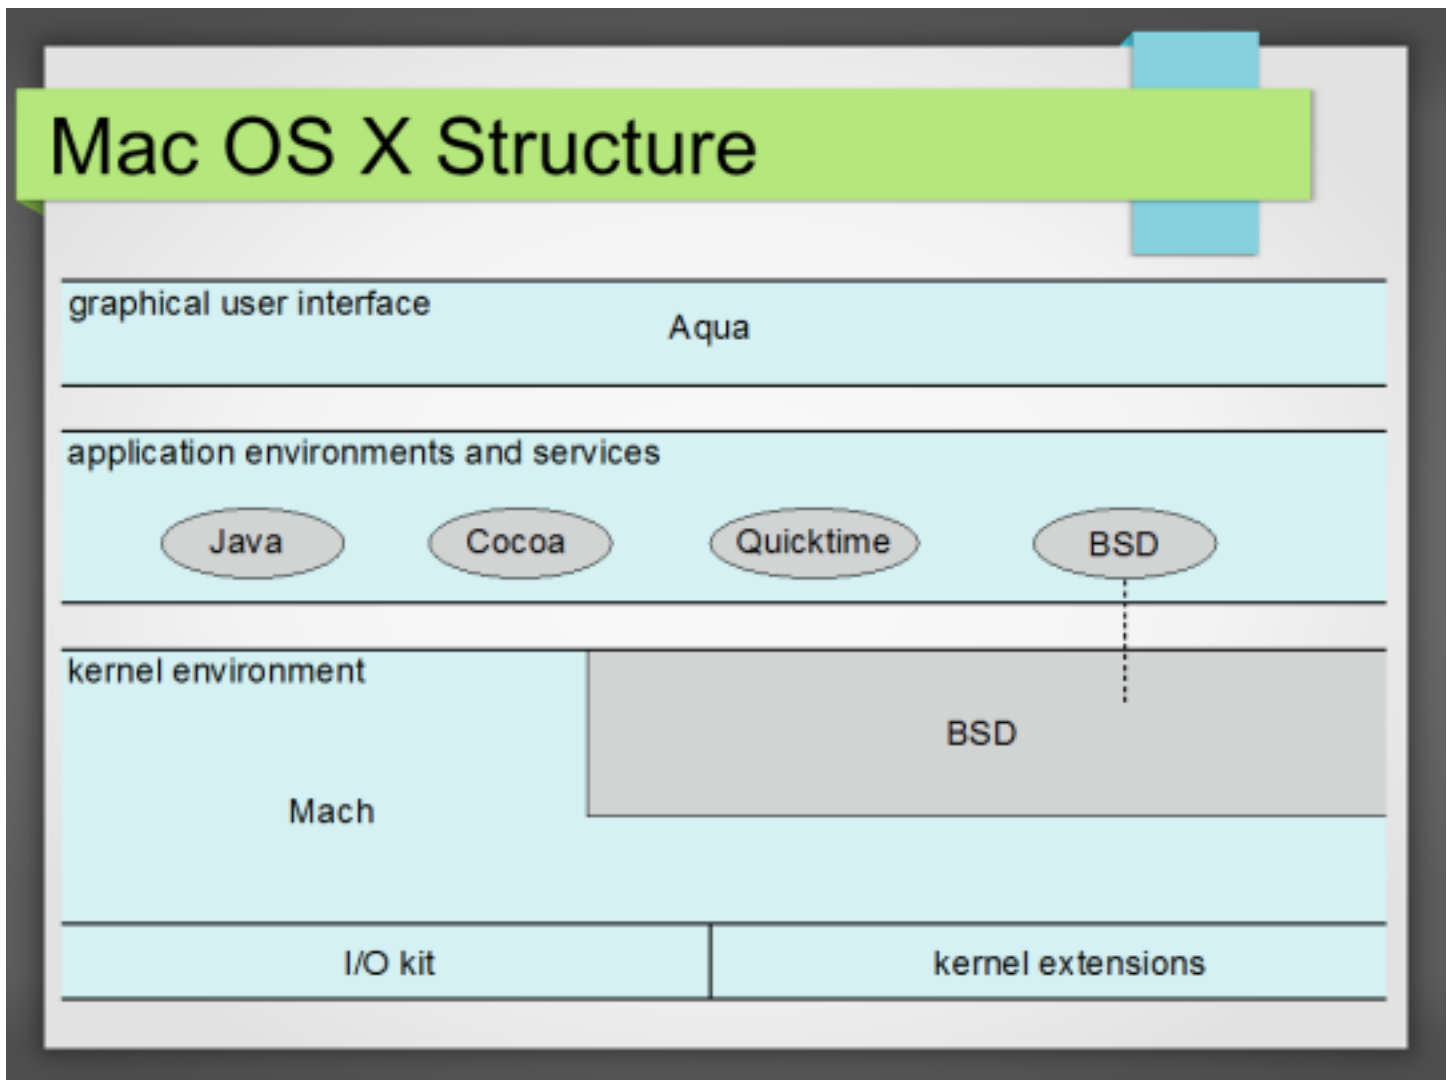 Mac OS X Structure
graphical user interface
Aqua
application environments and services
Java Cocoa Quicktime BSD
kernel environment
BSD
Mach
I/O kit kernel extensions